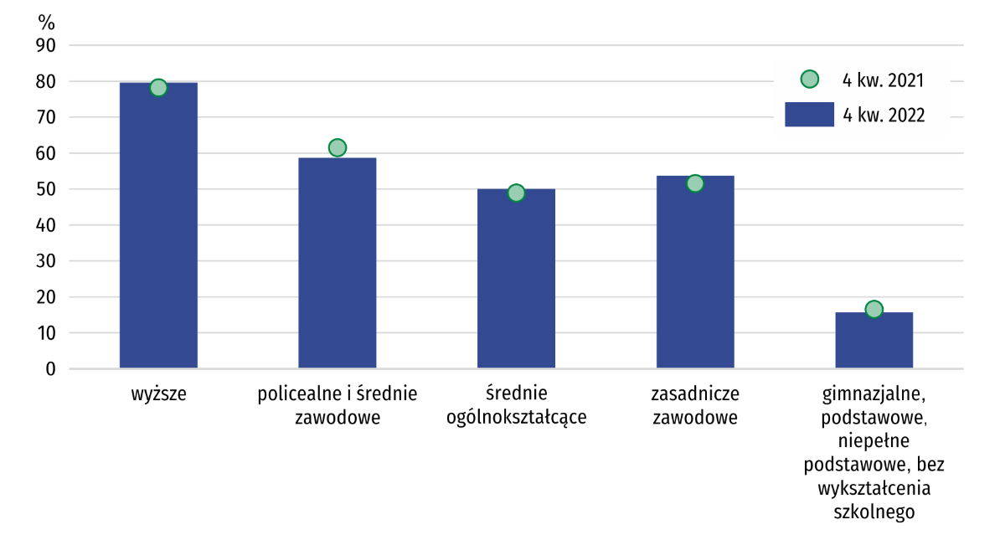 %
90
80
70
60
50
40
30
20
10
0
4 kw. 2021
4 kw. 2022
wyższe
policealne i średnie
zawodowe
średnie
ogólnokształcące
zasadnicze
zawodowe
gimnazjalne,
podstawowe,
niepełne
podstawowe, bez
wykształcenia
szkolnego